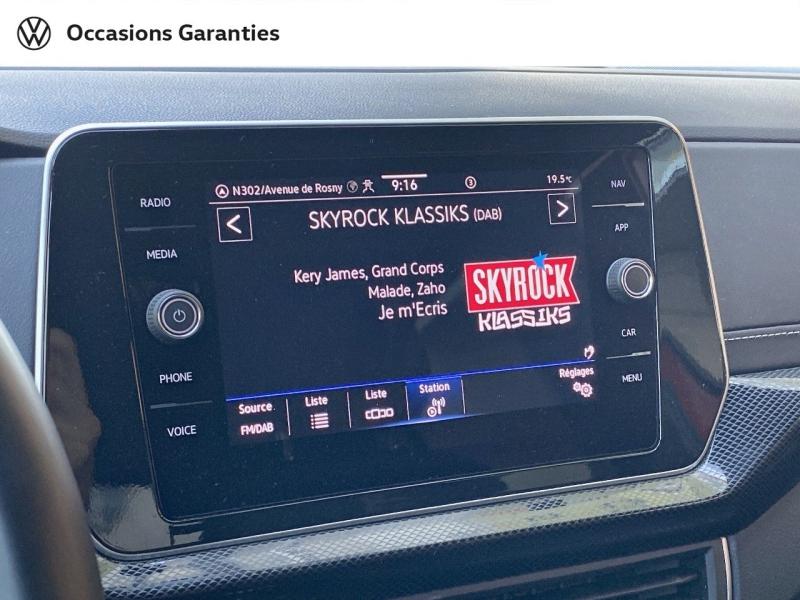 Occasions Garanties
N302/Avenue de Rosny 9:16 3 19.5°C
RADIO
MEDIA
PHONE
VOICE
SKYROCK KLASSIKS (DAB)
Kery James, Grand Corps
Malade, Zaho
Je m'Ecris
SKYROCK
KLASSIKS
Source
FM/DAB
Liste
Liste
Station
Réglages
NAV
APP
CAR
MENU